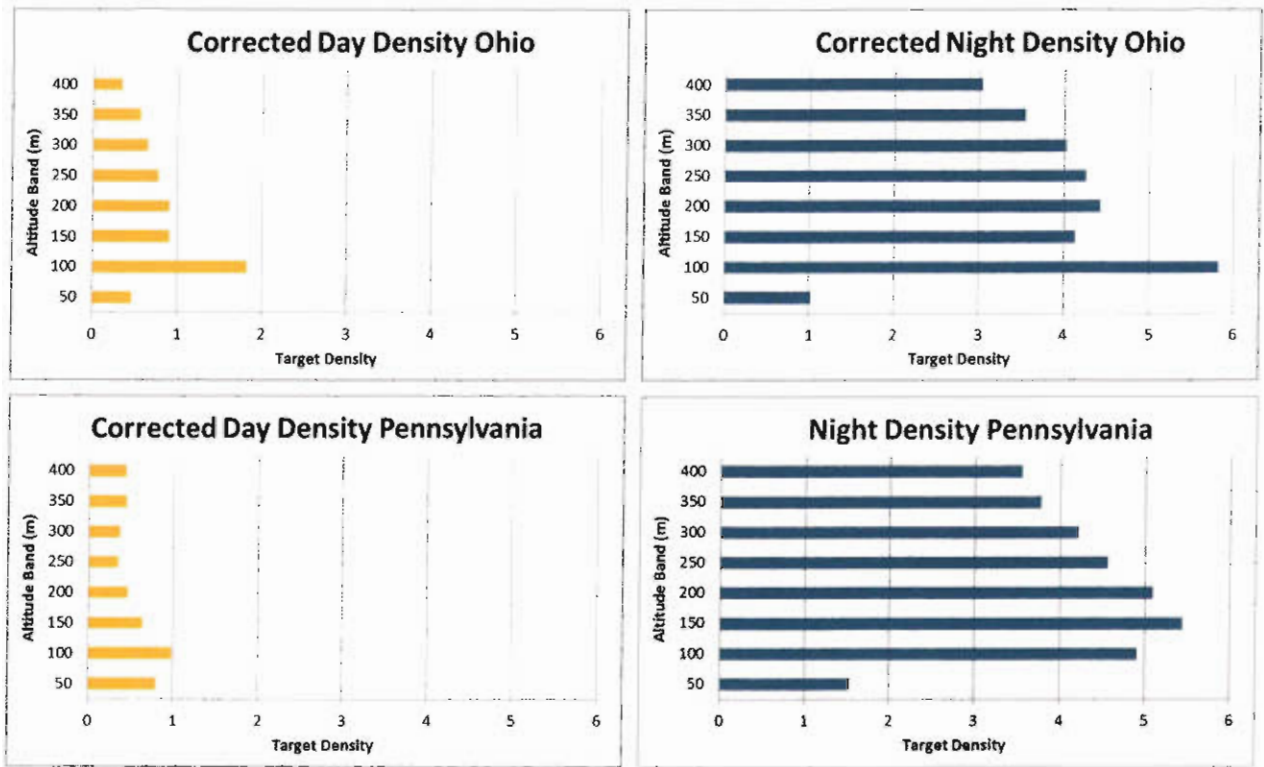 Corrected Day Density Ohio
Altitude Band (m)
400
350
300
250
200
150
100
50
0 1 2 3 4 5 6
Target Density
Corrected Night Density Ohio
Altitude Band (m)
400
350
300
250
200
150
100
50
0 1 2 3 4 5 6
Target Density
Corrected Day Density Pennsylvania
Altitude Band (m)
400
350
300
250
200
150
100
50
0 1 2 3 4 5 6
Target Density
Night Density Pennsylvania
Altitude Band (m)
400
350
300
250
200
150
100
50
0 1 2 3 4 5 6
Target Density